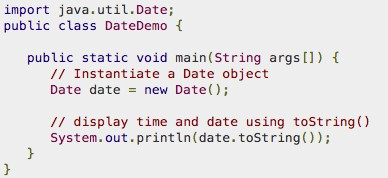 import java.util.Date;
public class DateDemo {
public static void main(String args[]) {
// Instantiate a Date object
Date date = new Date();
// display time and date using toString()
System.out.println(date.toString());
}
}